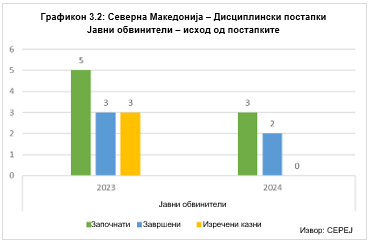 Графикон 3.2: Северна Македонија – Дисциплински постапки
Јавни обвинители – исход од постапките
6
5
4
3
2
1
0
5
3
3
3
2
0
2023
2024
Јавни обвинители
Започнати
Завршени
Изречени казни
Извор: СЕРЕЈ